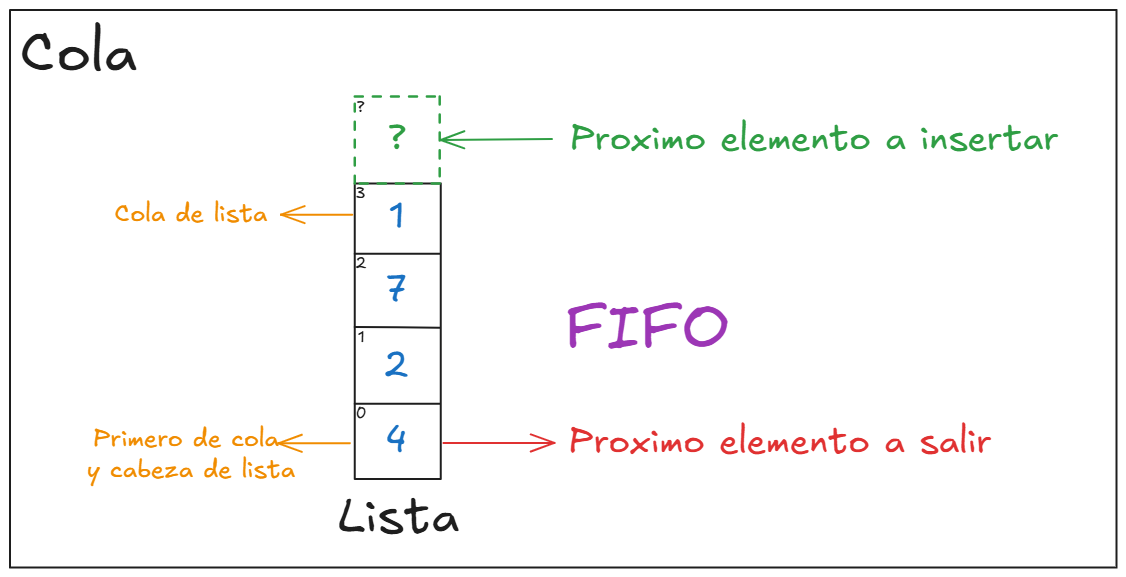 Cola
?
?
Proximo elemento a insertar
3
1
Cola de lista
2
7
FIFO
1
2
0
4
Primero de cola
y cabeza de lista
Proximo elemento a salir
Lista